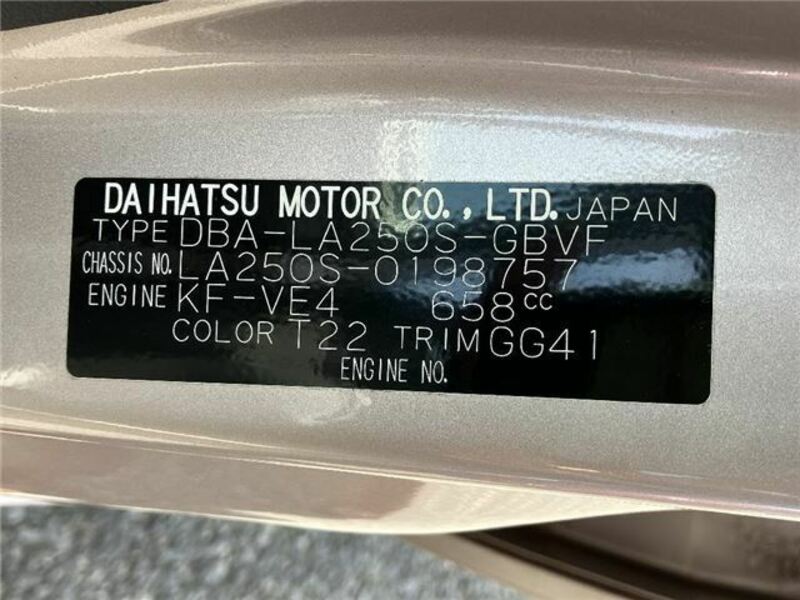 DAIHATSU MOTOR CO.,LTD. JAPAN
TYPE DBA-LA250S-GBVF
CHASSIS NO. LA250S-0198757
ENGINE KF-VE4 658cc
COLOR T22 TRIM GG41
ENGINE NO.